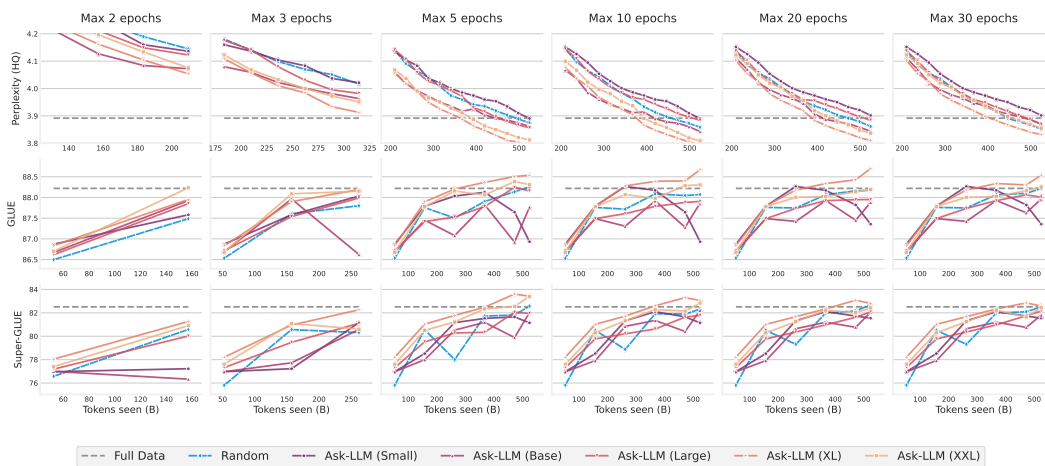 Max 2 epochs Max 3 epochs Max 5 epochs Max 10 epochs Max 20 epochs Max 30 epochs
Perplexity (HQ)
4.2
4.1
4.0
3.9
3.8
140 160 180 200
175 195 215 235 255 275 295 315 325
200 300 400 500
200 300 400 500
200 300 400 500
200 300 400 500
GLUE
88.5
88.0
87.5
87.0
86.5
60 80 100 120 140 160
50 100 150 200 250
100 200 300 400 500
100 200 300 400 500
100 200 300 400 500
100 200 300 400 500
Super-GLUE
84
82
80
78
76
60 80 100 120 140 160
50 100 150 200 250
100 200 300 400 500
100 200 300 400 500
100 200 300 400 500
100 200 300 400 500
Tokens seen (B) Tokens seen (B) Tokens seen (B) Tokens seen (B) Tokens seen (B) Tokens seen (B)
Full Data Random Ask-LLM (Small) Ask-LLM (Base) Ask-LLM (Large) Ask-LLM (XL) Ask-LLM (XXL)